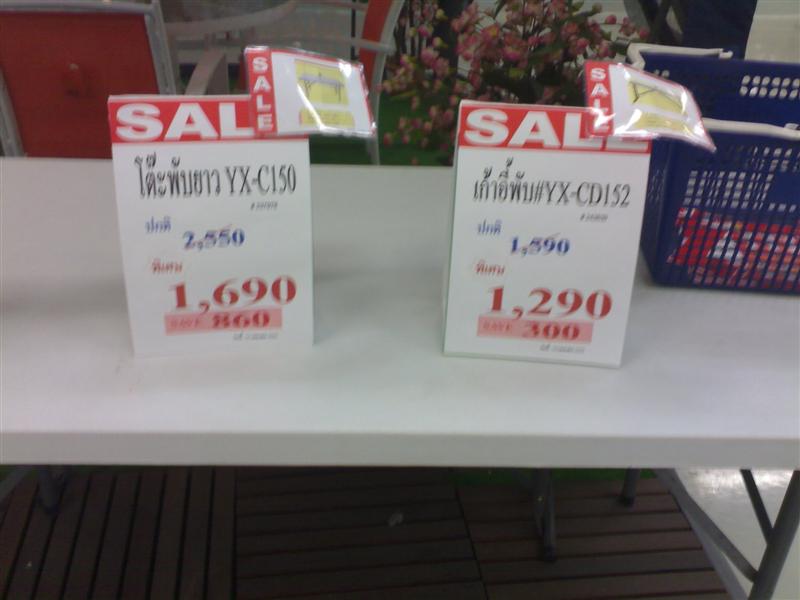 SALE
SALE
โต๊ะพับยาว YX-C150
ปกติ
2,550
พิเศษ
1,690
SAVE 860
SALE
SALE
เก้าอี้พับ#YX-CD152
ปกติ
1,590
พิเศษ
1,290
SAVE 300